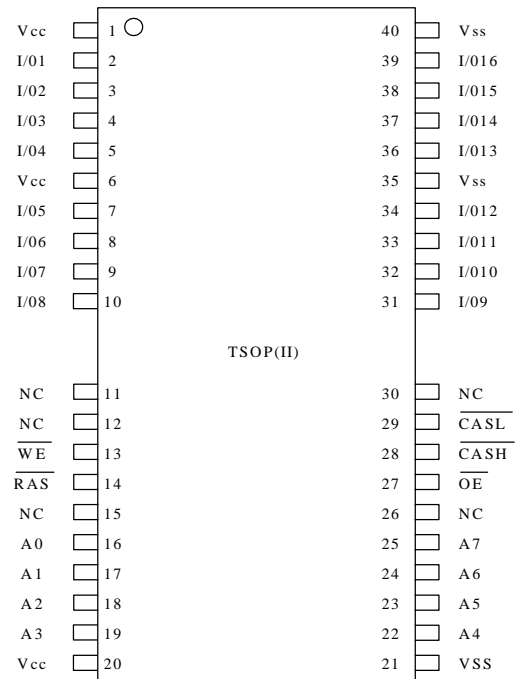 Vcc 1 40 Vss
I/01 2 39 I/016
I/02 3 38 I/015
I/03 4 37 I/014
I/04 5 36 I/013
Vcc 6 35 Vss
I/05 7 34 I/012
I/06 8 33 I/011
I/07 9 32 I/010
I/08 10 31 I/09
TSOP(II)
NC 11 30 NC
NC 12 29 CASL
WE 13 28 CASH
RAS 14 27 OE
NC 15 26 NC
A0 16 25 A7
A1 17 24 A6
A2 18 23 A5
A3 19 22 A4
Vcc 20 21 VSS